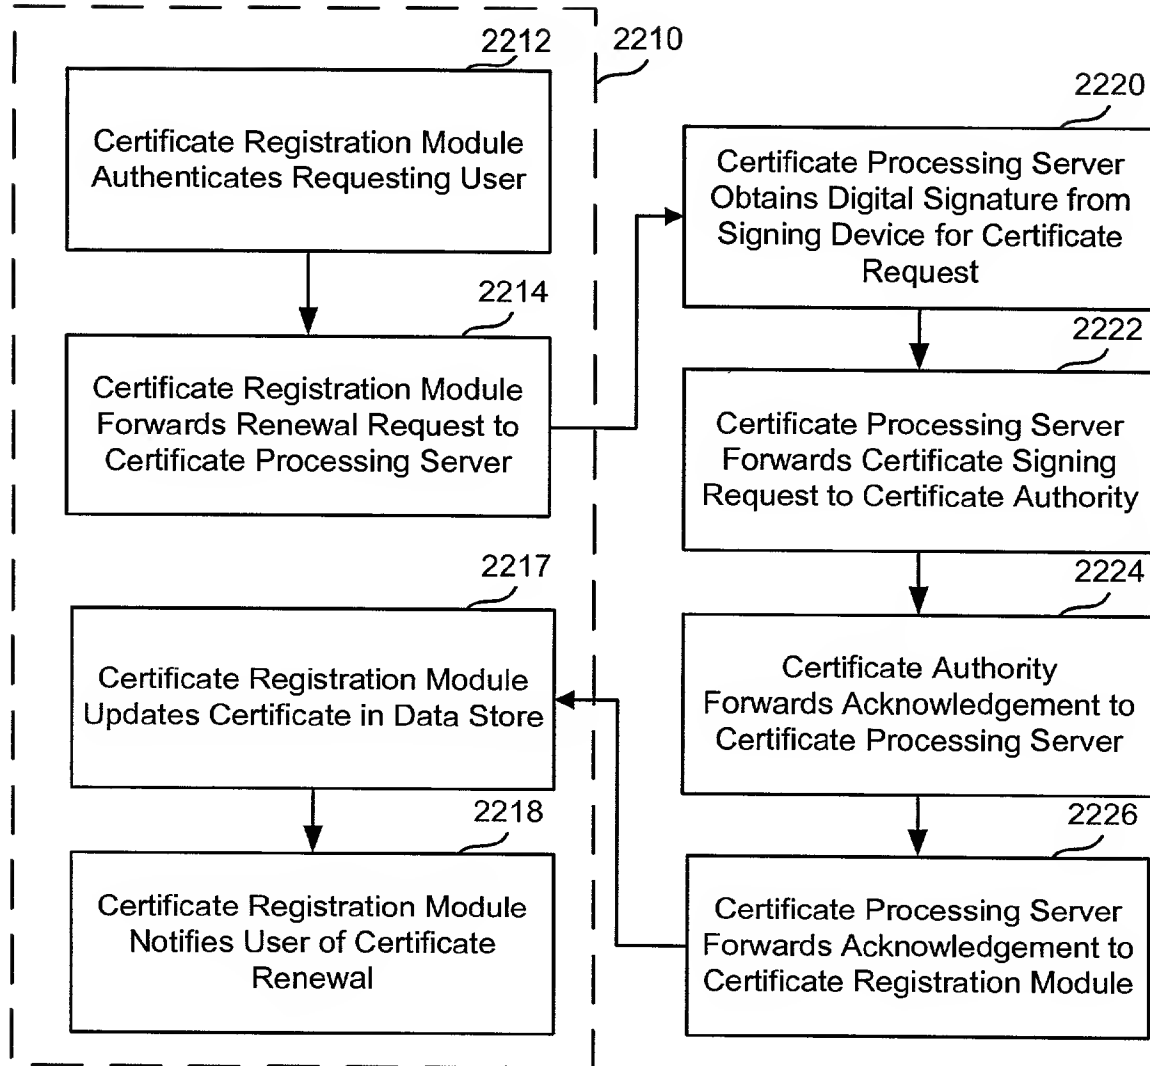 2212
2210
Certificate Registration Module
Authenticates Requesting User
2214
Certificate Registration Module
Forwards Renewal Request to
Certificate Processing Server
2217
Certificate Registration Module
Updates Certificate in Data Store
2218
Certificate Registration Module
Notifies User of Certificate
Renewal
2220
Certificate Processing Server
Obtains Digital Signature from
Signing Device for Certificate
Request
2222
Certificate Processing Server
Forwards Certificate Signing
Request to Certificate Authority
2224
Certificate Authority
Forwards Acknowledgement to
Certificate Processing Server
2226
Certificate Processing Server
Forwards Acknowledgement to
Certificate Registration Module